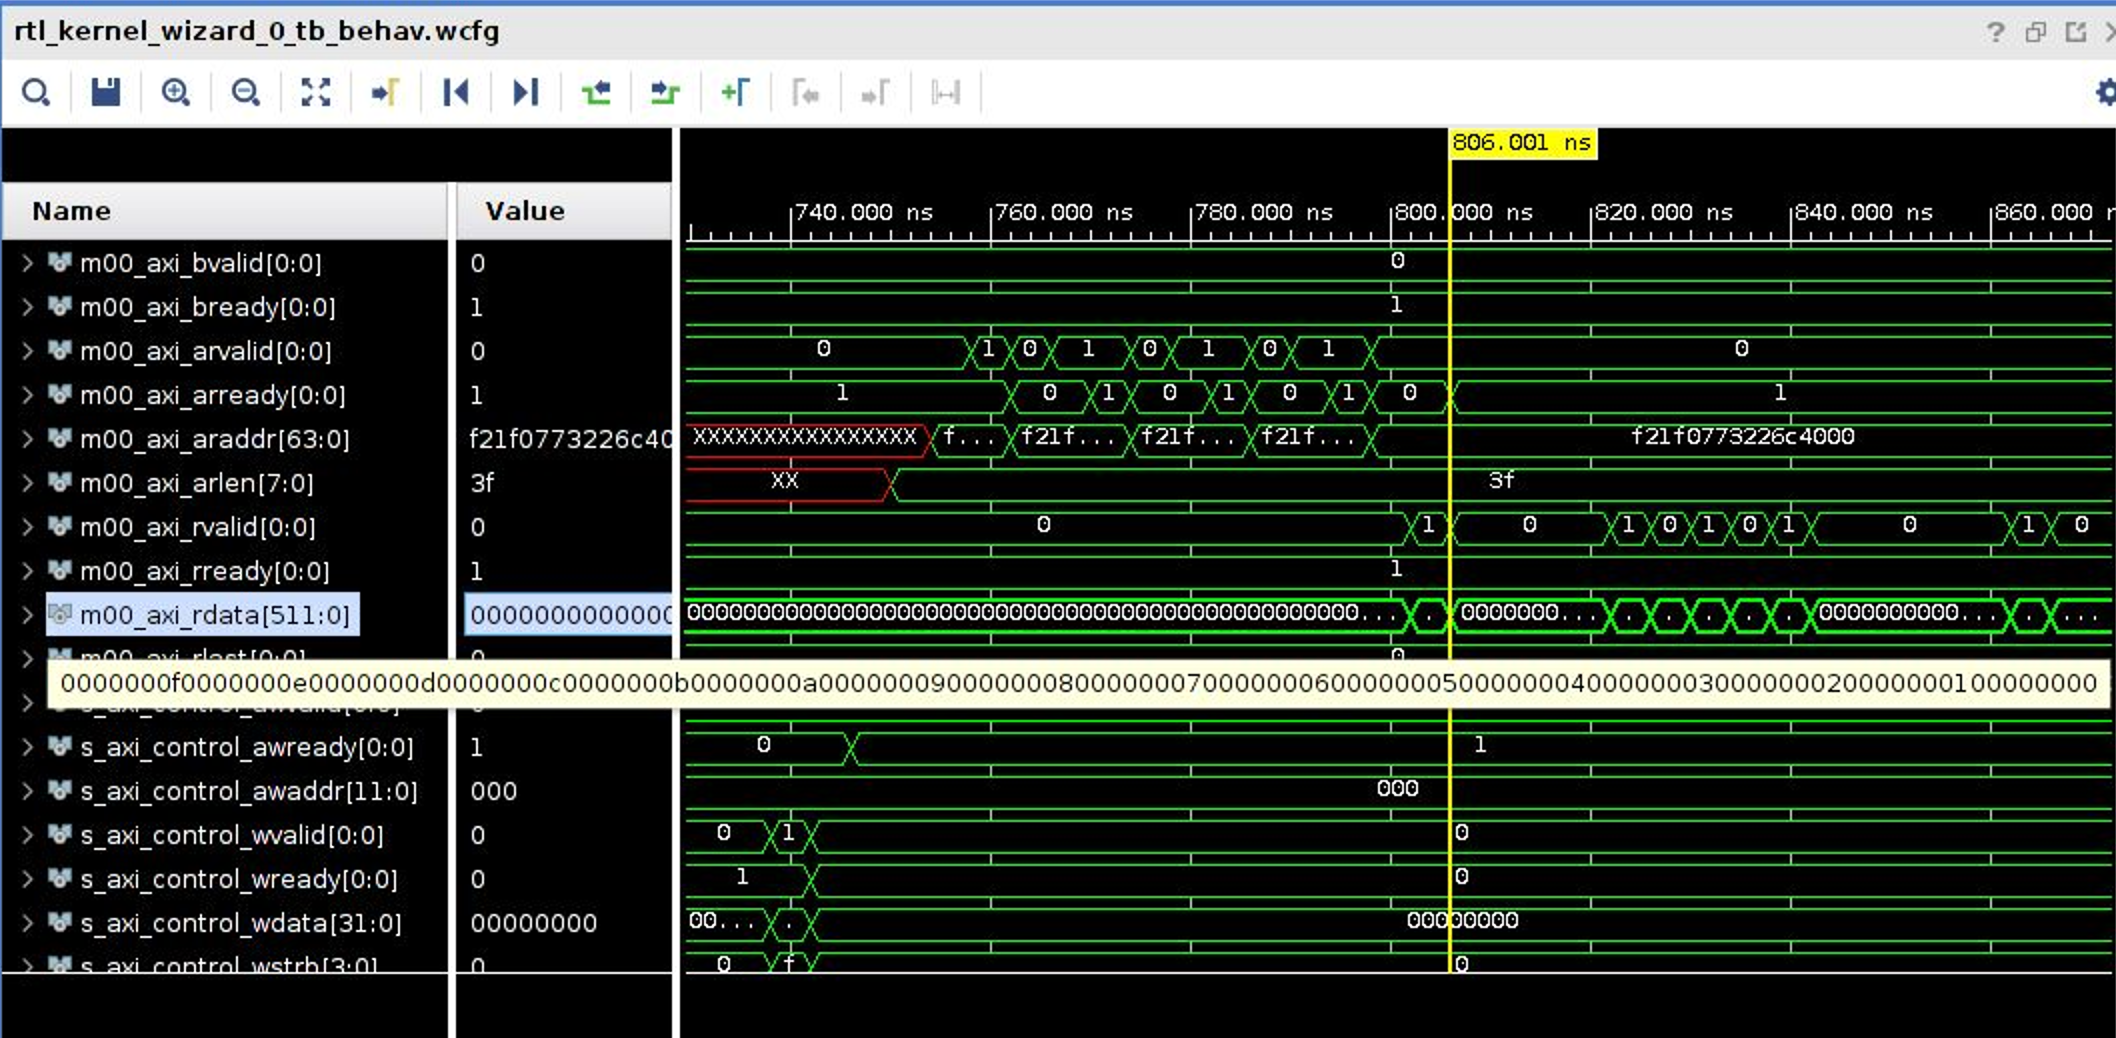 rtl_kernel_wizard_0_tb_behav.wcfg
?
806.001 ns
Name Value 740.000 ns 760.000 ns 780.000 ns 800.000 ns 820.000 ns 840.000 ns 860.000 n
m00_axi_bvalid[0:0] 0 0
m00_axi_bready[0:0] 1 1
m00_axi_arvalid[0:0] 0 0 1 0 1 0 1 0 1 0
m00_axi_arready[0:0] 1 1 0 1 0 1 0 1 0 1
m00_axi_araddr[63:0] f21f0773226c40 XXXXXXXXXXXXXXXX f... f21f... f21f... f21f... f21f0773226c4000
m00_axi_arlen[7:0] 3f XX 3f
m00_axi_rvalid[0:0] 0 0 1 0 1 0 1 0 1 0 1 0
m00_axi_rready[0:0] 1 1
m00_axi_rdata[511:0] 0000000000000 000000000000000000000000000000000000000000000000... . 0000000... . . . . . 0000000000... . ...
m00_axi_rlast[0:0] 0 0
0000000f0000000e0000000d0000000c0000000b0000000a00000009000000080000000700000006000000050000000400000003000000020000000100000000
s_axi_control_awvalid[0:0] 0
s_axi_control_awready[0:0] 1 0 1
s_axi_control_awaddr[11:0] 000 000
s_axi_control_wvalid[0:0] 0 0 1 0
s_axi_control_wready[0:0] 0 1 0
s_axi_control_wdata[31:0] 00000000 00... . 00000000
s_axi_control_wstrb[3:0] 0 0 f 0